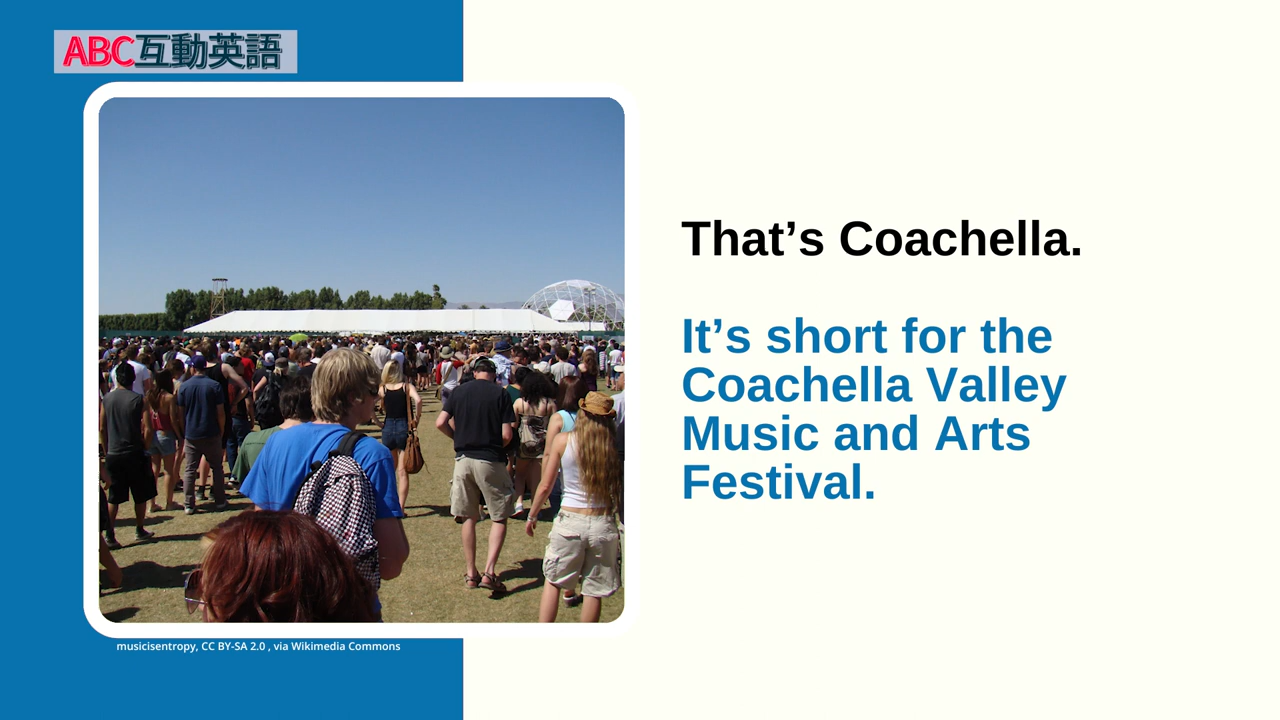 ABC互動英語
That’s Coachella.
It’s short for the
Coachella Valley
Music and Arts
Festival.
musicisentropy, CC BY-SA 2.0 , via Wikimedia Commons